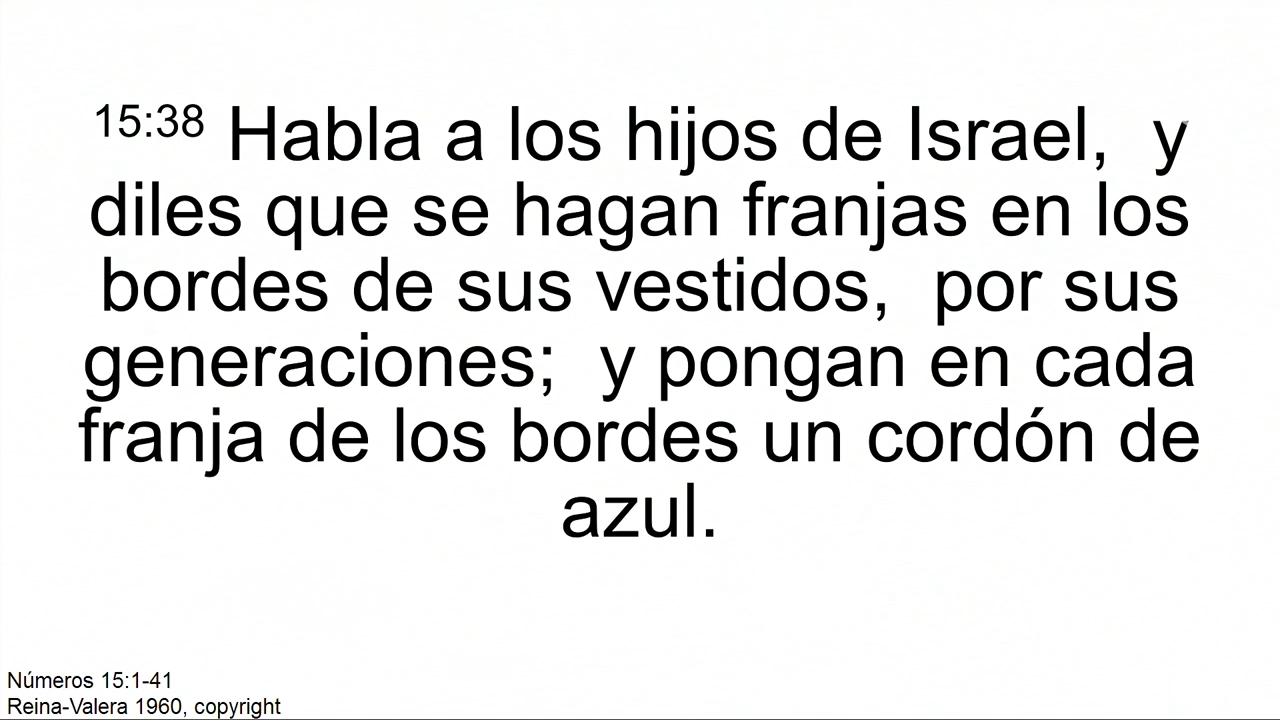 15:38 Habla a los hijos de Israel,  y
diles que se hagan franjas en los
bordes de sus vestidos,  por sus
generaciones;  y pongan en cada
franja de los bordes un cordón de
azul.
Números 15:1-41
Reina-Valera 1960, copyright